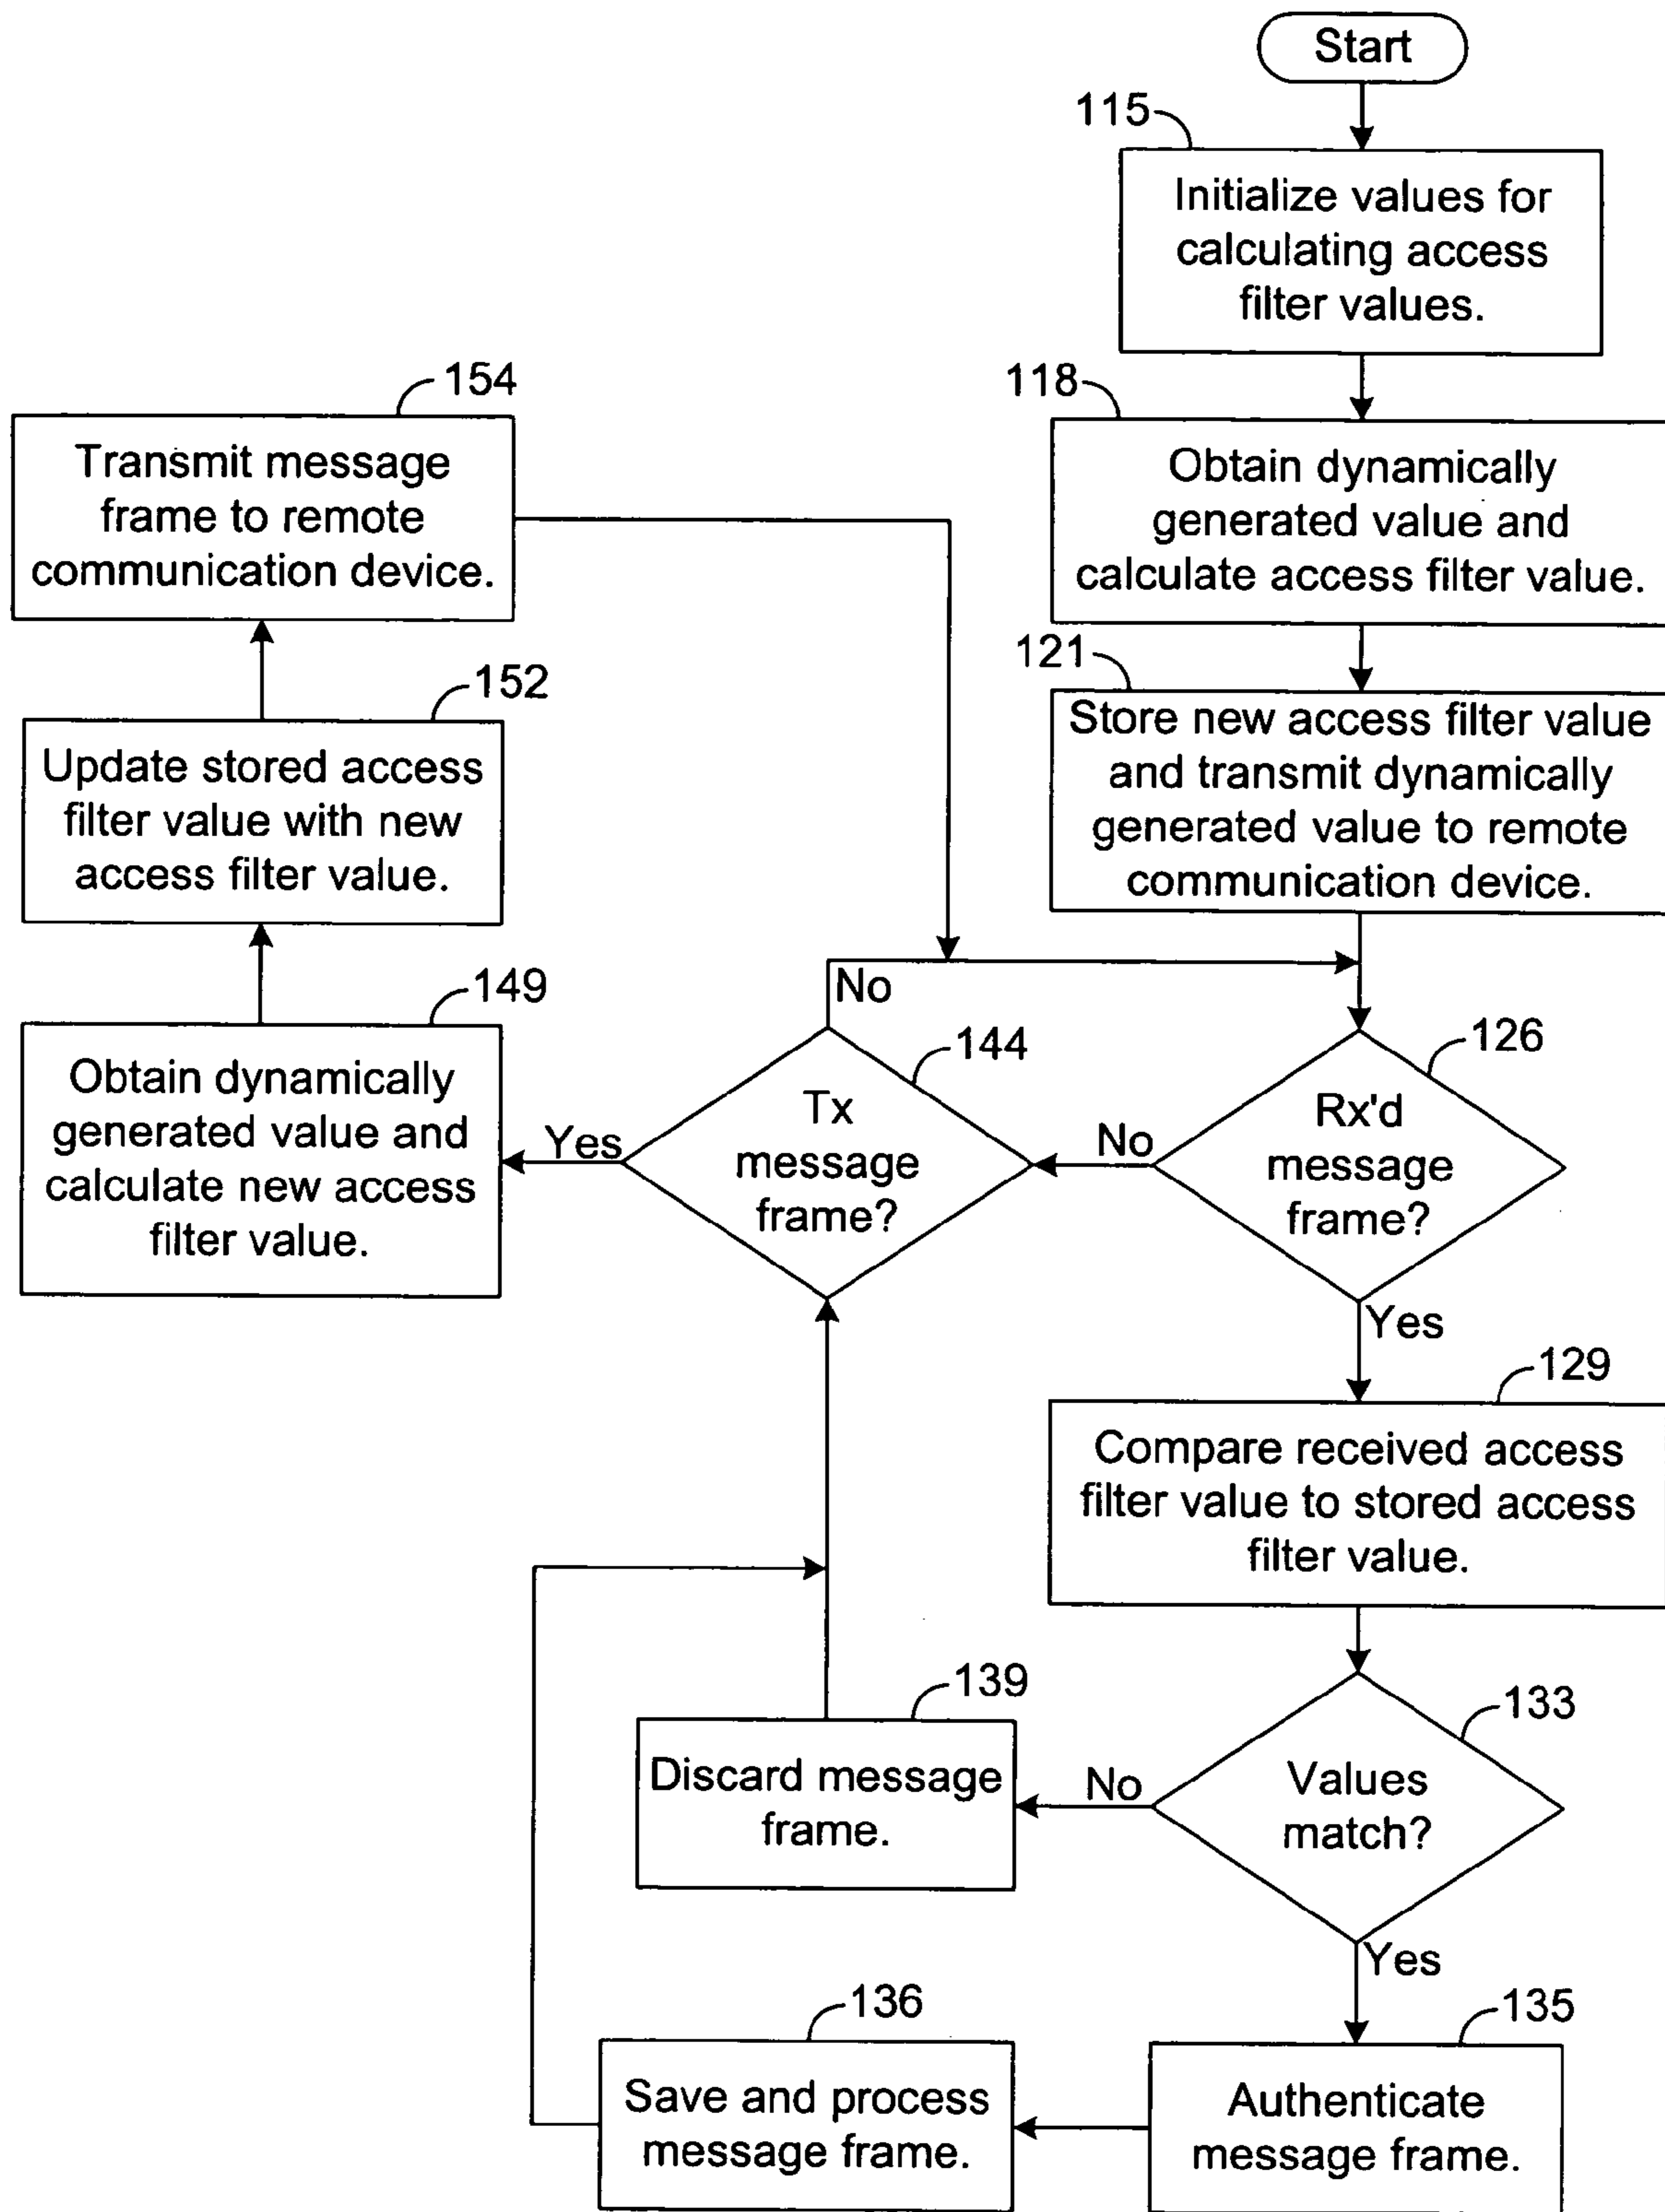 Start
115
Initialize values for
calculating access
filter values.
118
Obtain dynamically
generated value and
calculate access filter value.
121
Store new access filter value
and transmit dynamically
generated value to remote
communication device.
154
Transmit message
frame to remote
communication device.
152
Update stored access
filter value with new
access filter value.
149
Obtain dynamically
generated value and
calculate new access
filter value.
No
144
Tx
message
frame?
Yes
126
Rx'd
message
frame?
No
Yes
129
Compare received access
filter value to stored access
filter value.
133
Values
match?
No
Yes
139
Discard message
frame.
135
Authenticate
message frame.
136
Save and process
message frame.